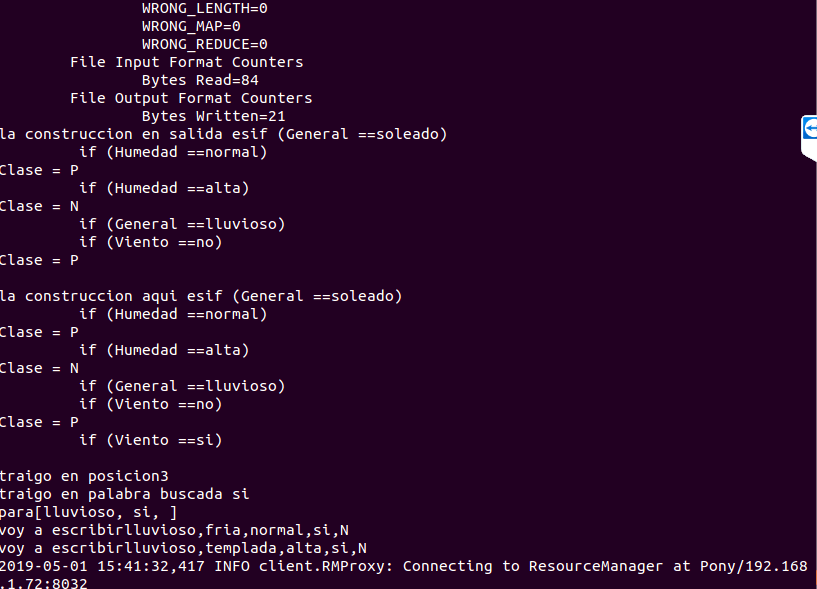 WRONG_LENGTH=0
WRONG_MAP=0
WRONG_REDUCE=0
File Input Format Counters
Bytes Read=84
File Output Format Counters
Bytes Written=21
la construccion en salida esif (General ==soleado)
if (Humedad ==normal)
Clase = P
if (Humedad ==alta)
Clase = N
if (General ==lluvioso)
if (Viento ==no)
Clase = P
la construccion aqui esif (General ==soleado)
if (Humedad ==normal)
Clase = P
if (Humedad ==alta)
Clase = N
if (General ==lluvioso)
if (Viento ==no)
Clase = P
if (Viento ==si)
traigo en posicion3
traigo en palabra buscada si
para[lluvioso, si, ]
voy a escribirlluvioso,fria,normal,si,N
voy a escribirlluvioso,templada,alta,si,N
2019-05-01 15:41:32,417 INFO client.RMProxy: Connecting to ResourceManager at Pony/192.168
.1.72:8032